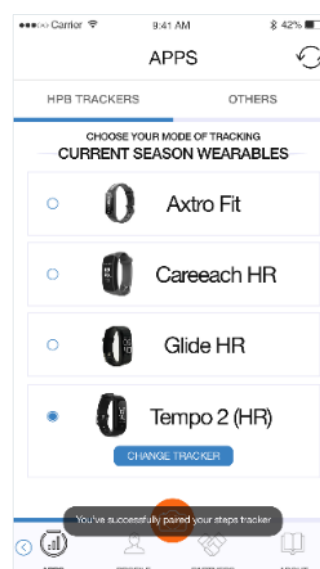 Carrier 9:41 AM 42%
APPS
HPB TRACKERS OTHERS
CHOOSE YOUR MODE OF TRACKING
CURRENT SEASON WEARABLES
Axtro Fit
Careeach HR
Glide HR
Tempo 2 (HR)
CHANGE TRACKER
You've successfully paired your steps tracker